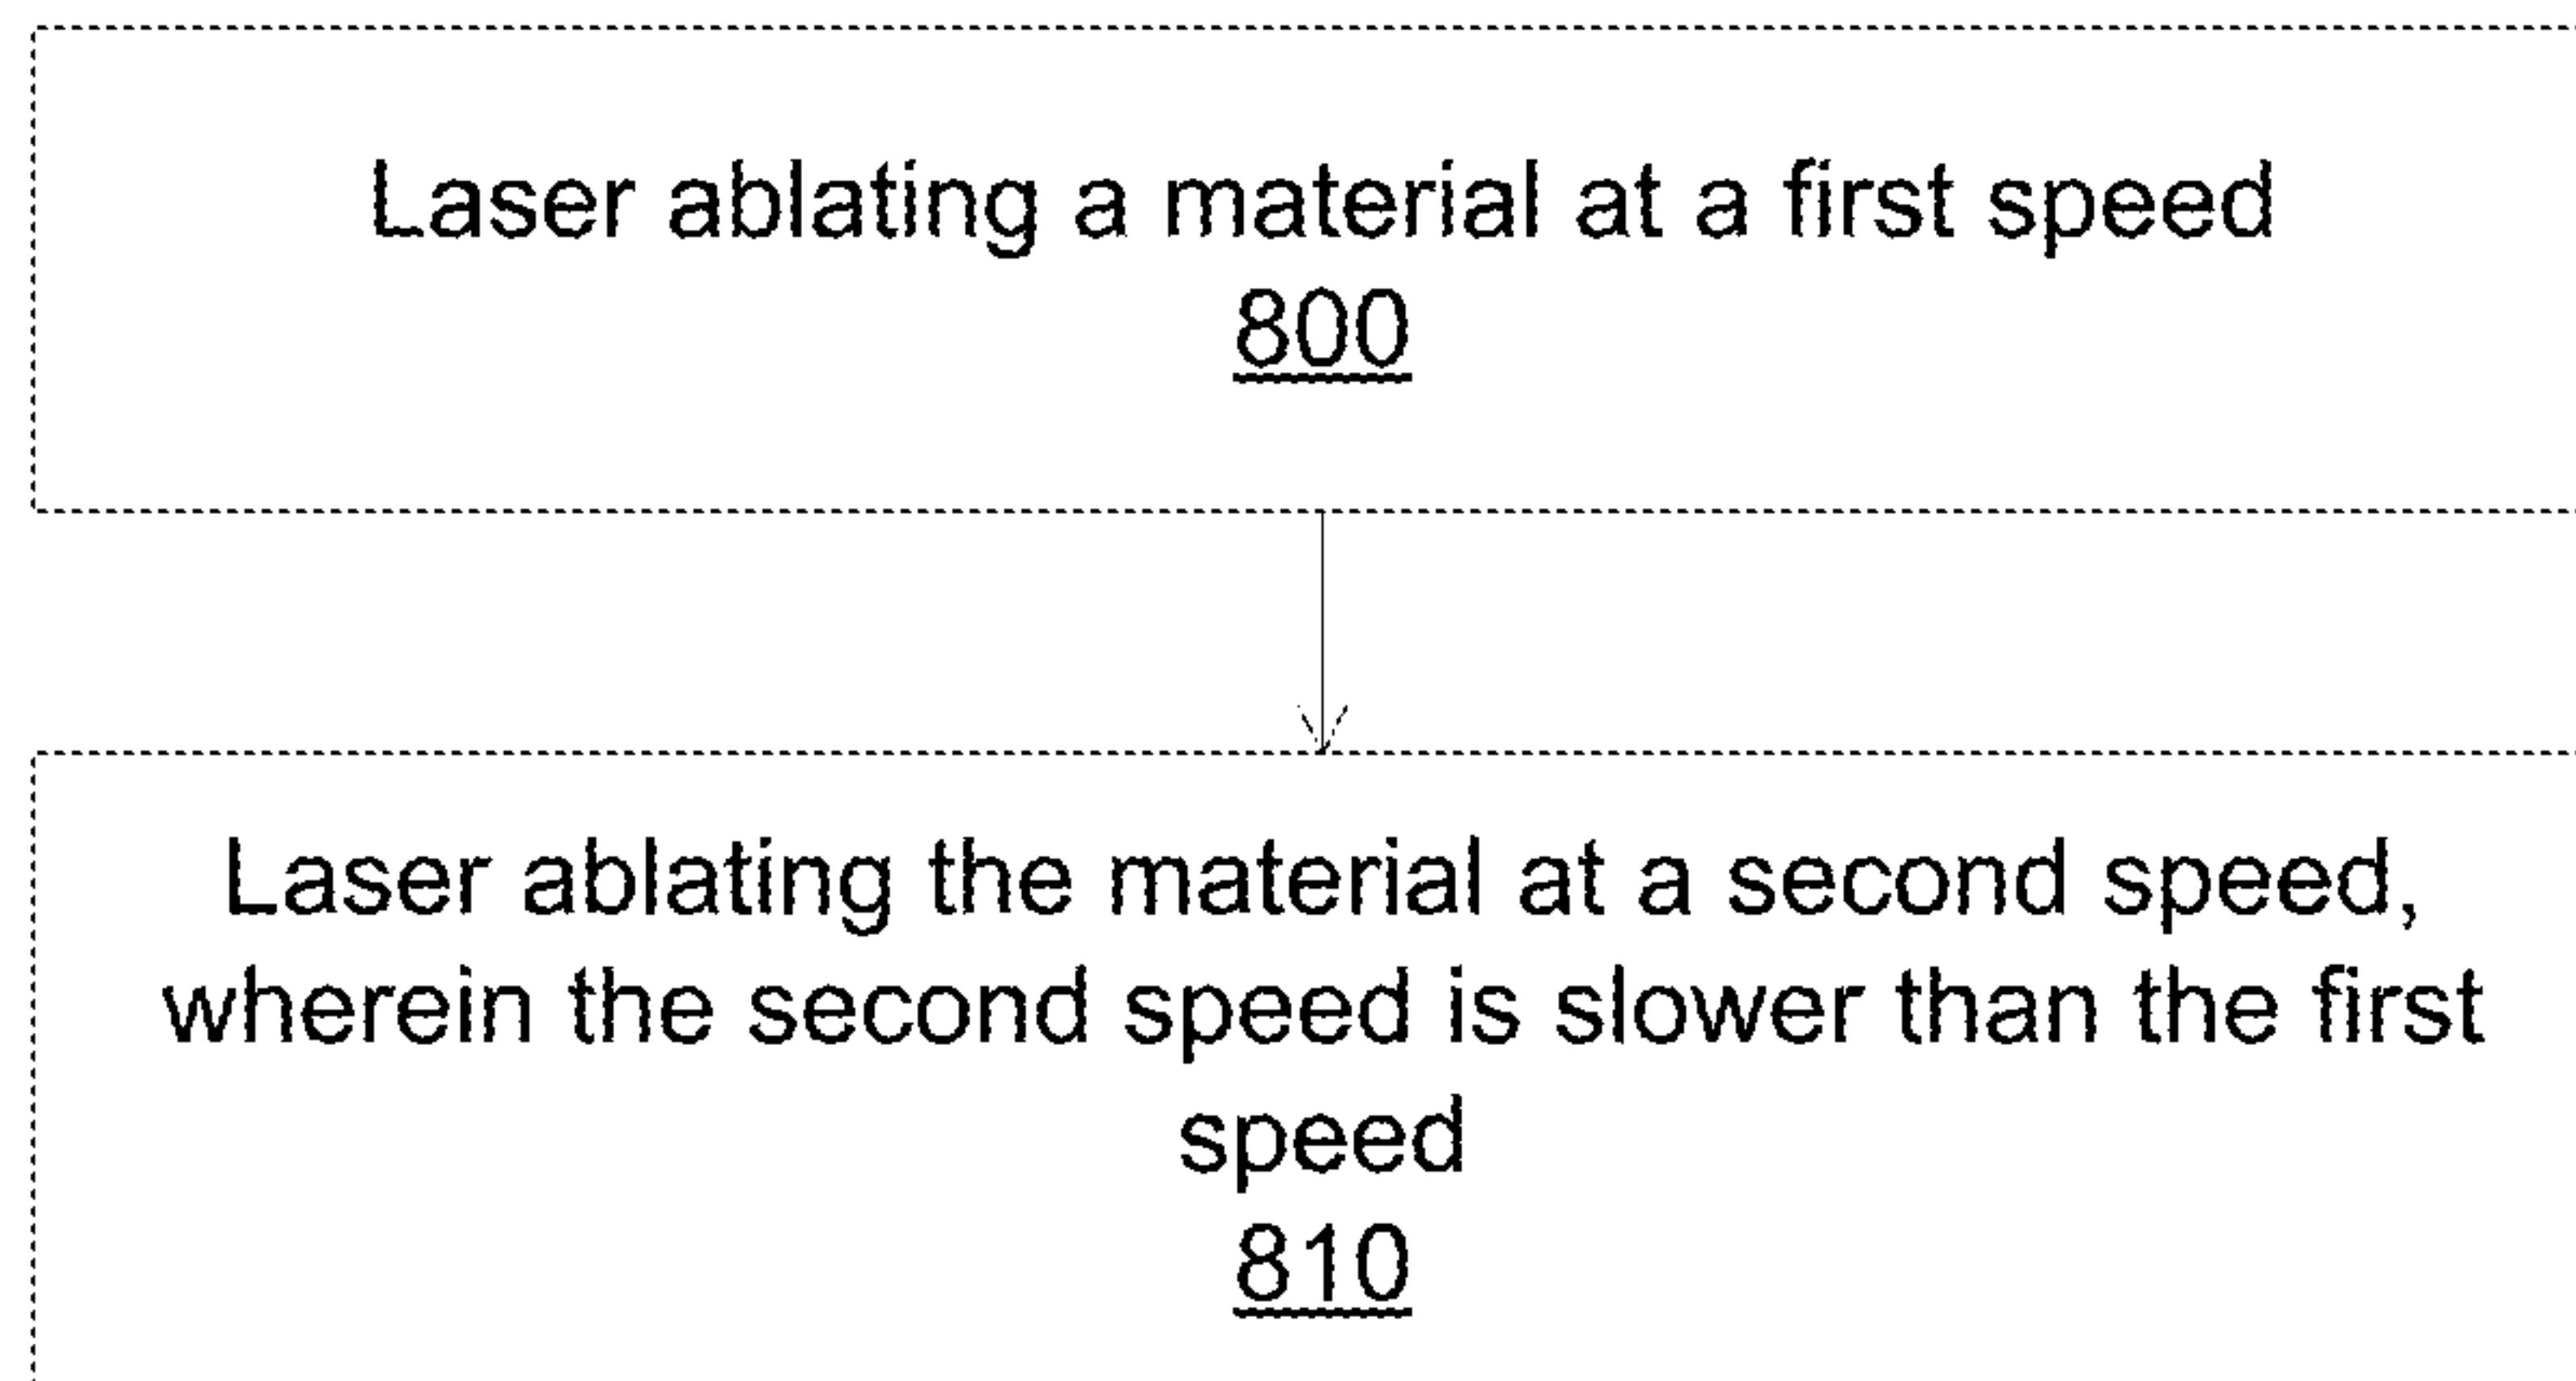 Laser ablating a material at a first speed
800
Laser ablating the material at a second speed,
wherein the second speed is slower than the first
speed
810